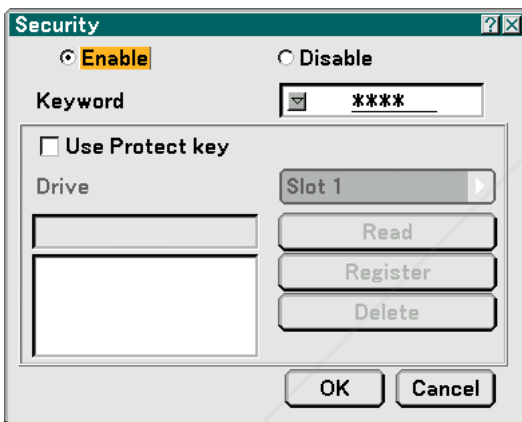 Security
Enable Disable
Keyword ****
Use Protect key
Drive Slot 1
Read
Register
Delete
OK Cancel